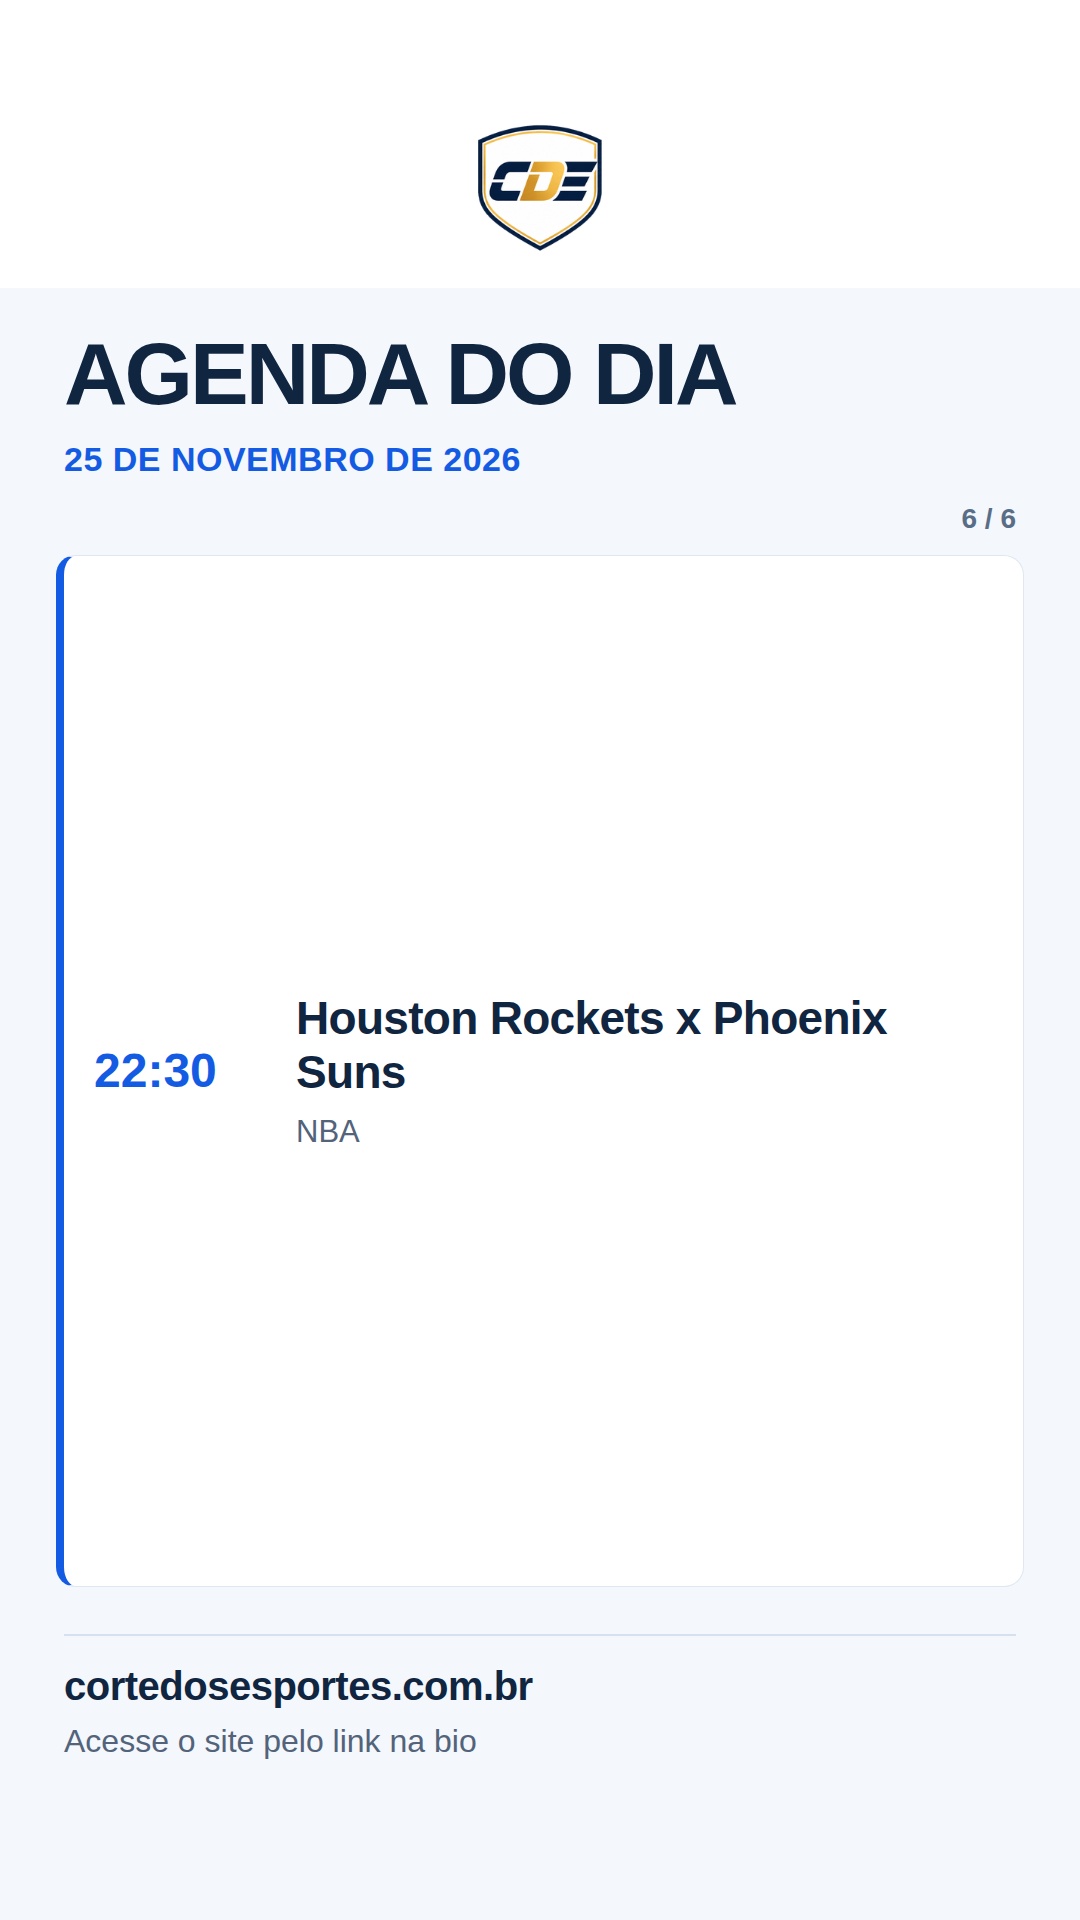 CDE
AGENDA DO DIA
25 DE NOVEMBRO DE 2026
6 / 6
22:30
Houston Rockets x Phoenix
Suns
NBA
cortedosesportes.com.br
Acesse o site pelo link na bio